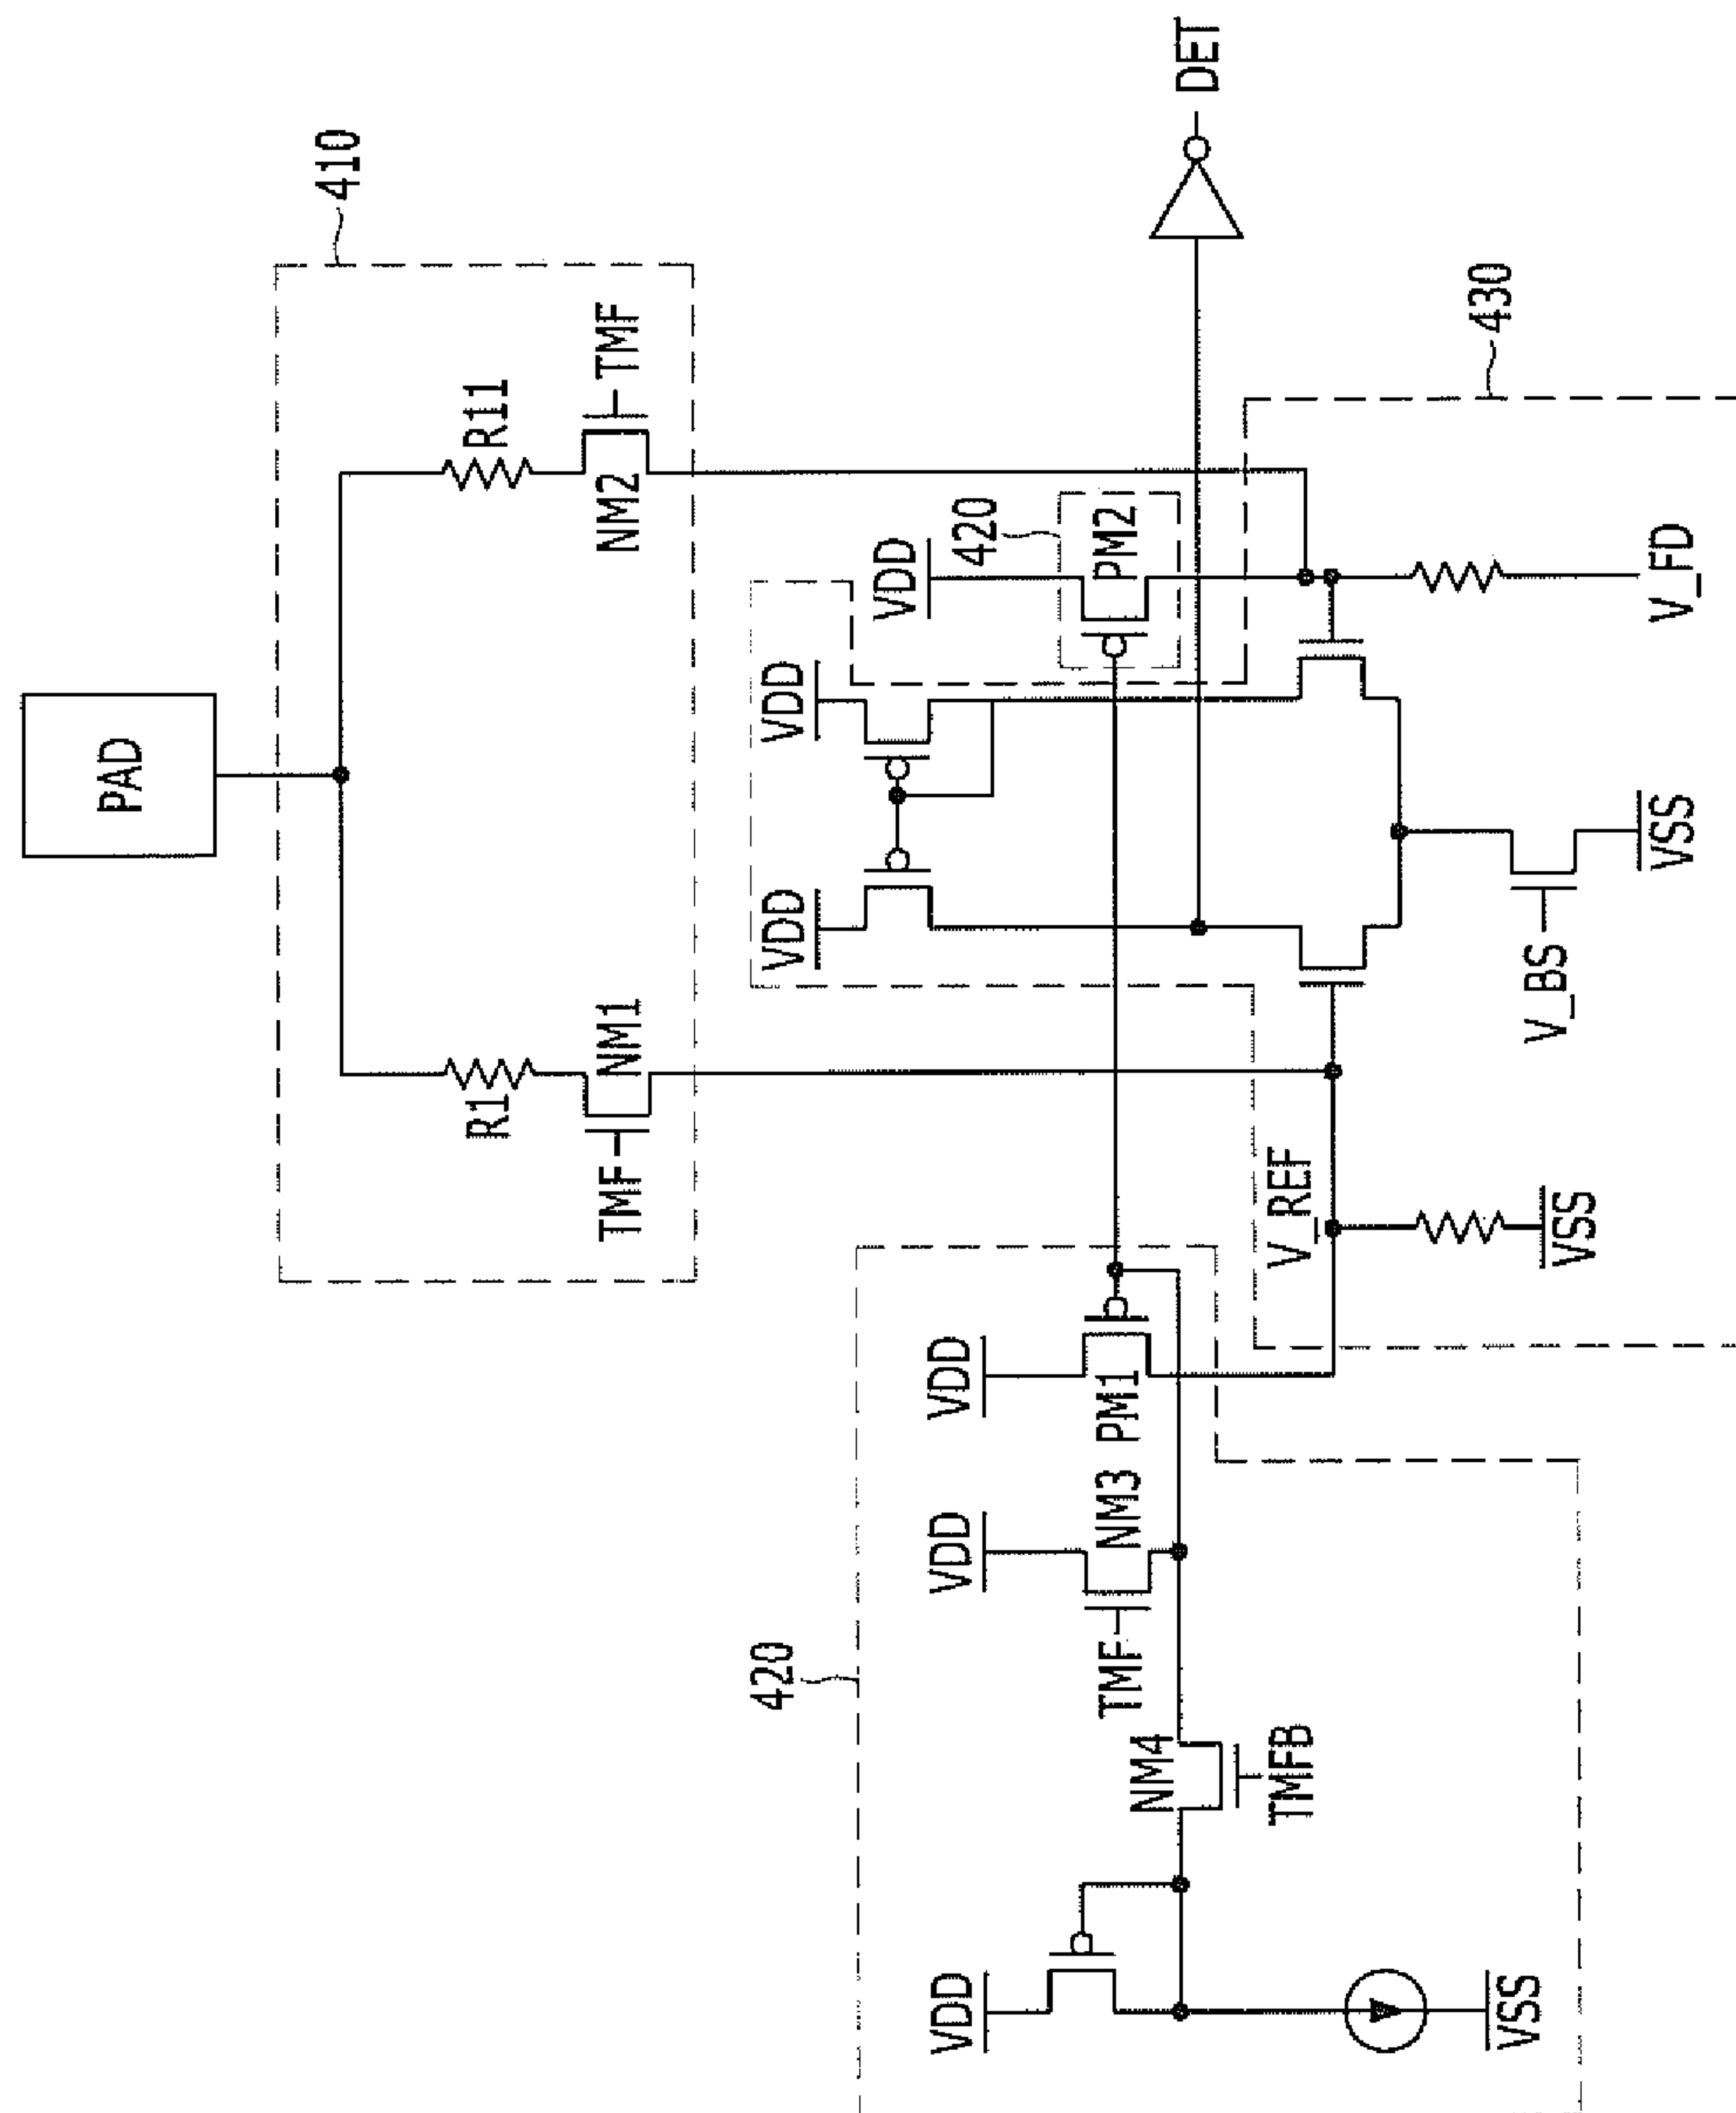 PAD
410
R1
NM1
TMF
R11
NM2
TMF
VDD
VDD
VDD
420
PM2
DET
430
420
VDD
VDD
VDD
TMF
NM3
PM1
NM4
TMFB
V_REF
VSS
VSS
V_BS
VSS
V_FD